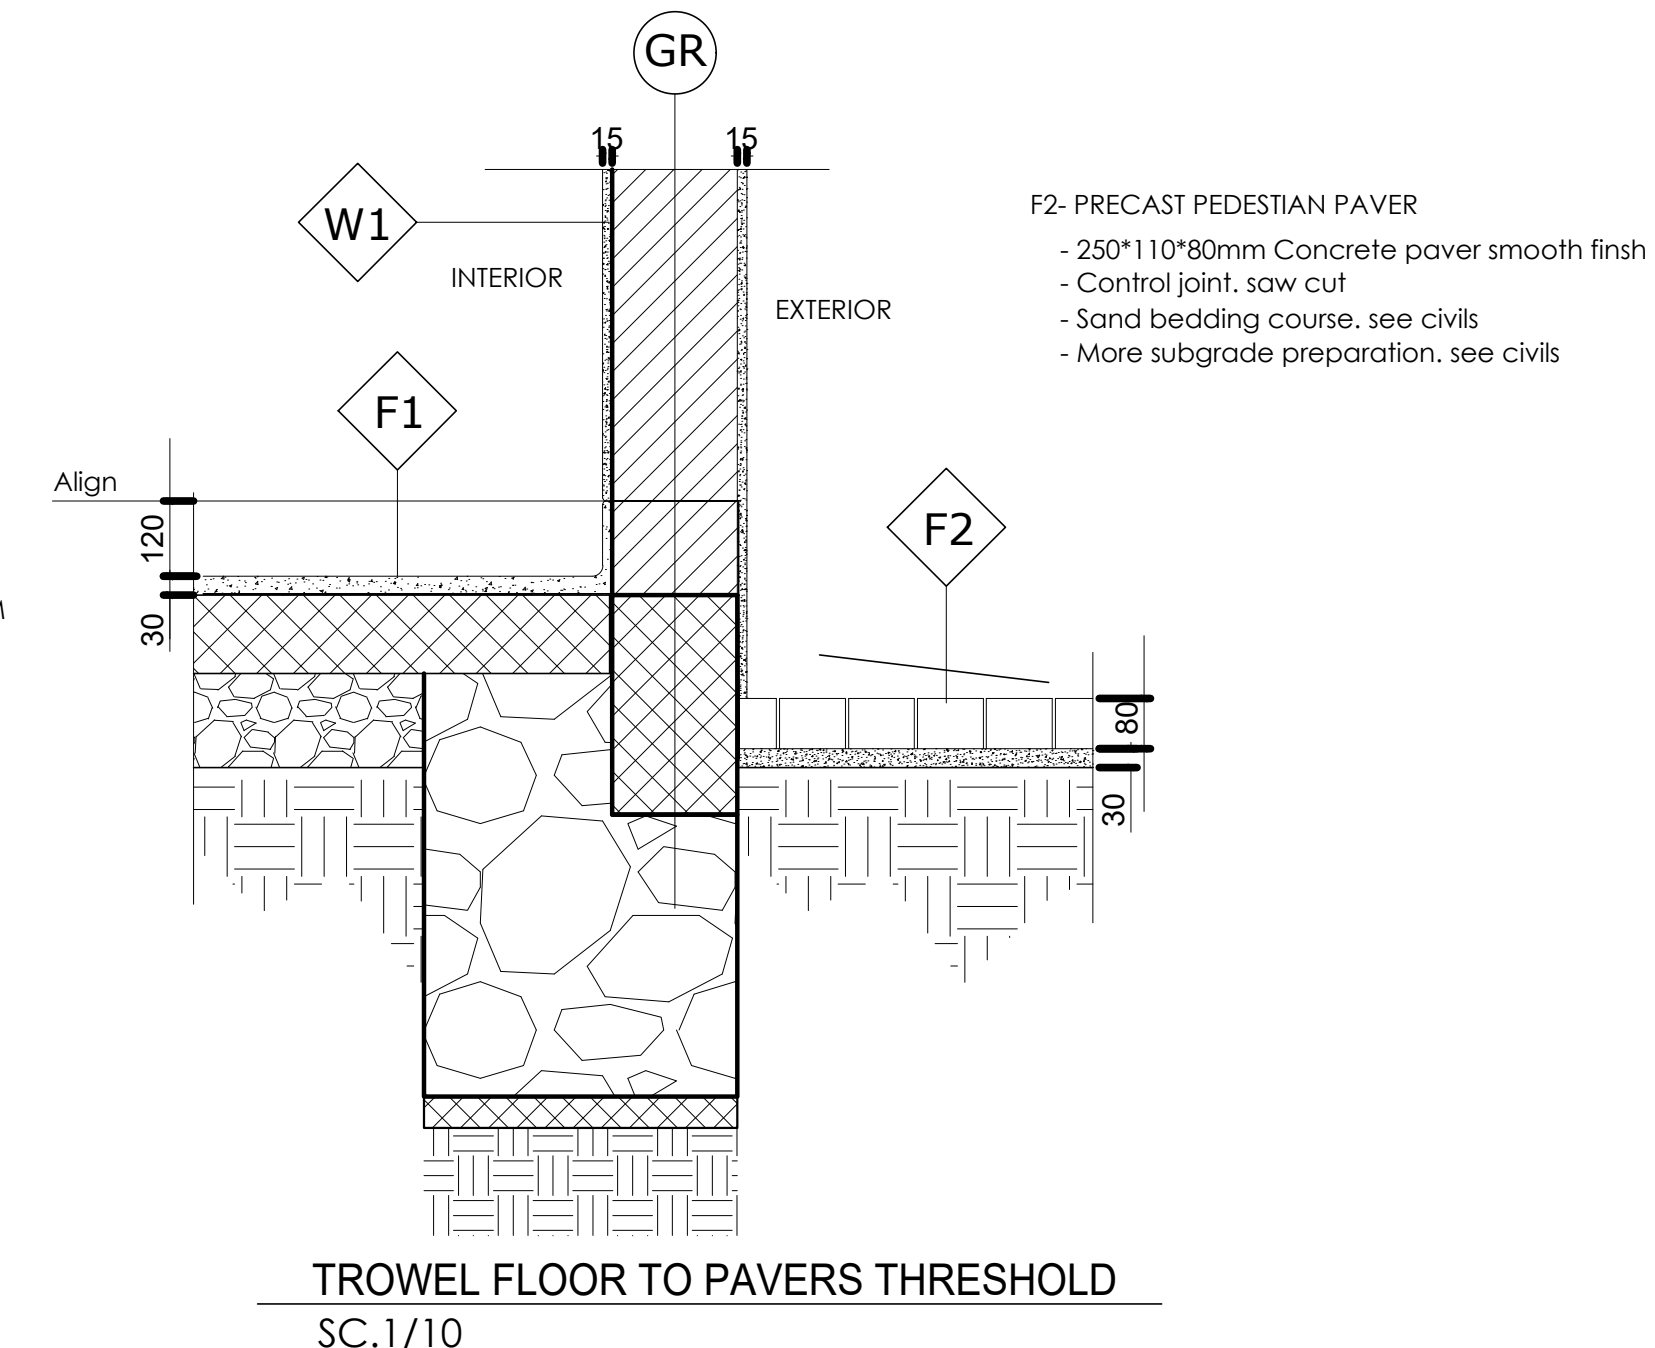 GR
15
15
W1
INTERIOR
EXTERIOR
F2- PRECAST PEDESTIAN PAVER
- 250*110*80mm Concrete paver smooth finsh
- Control joint. saw cut
- Sand bedding course. see civils
- More subgrade preparation. see civils
F1
Align
120
30
F2
80
30
TROWEL FLOOR TO PAVERS THRESHOLD
SC.1/10